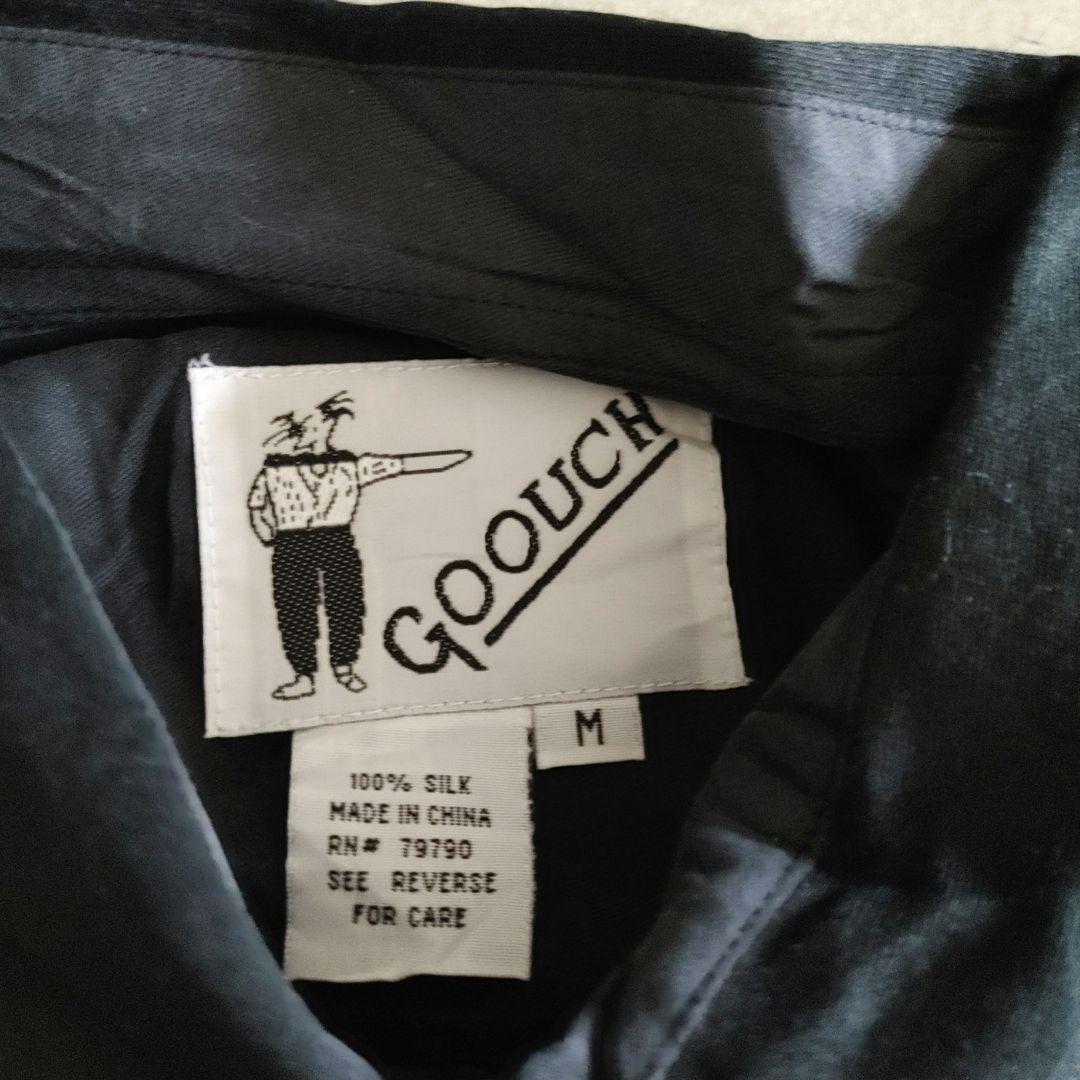 GOOUCH
M
100% SILK
MADE IN CHINA
RN# 79790
SEE REVERSE
FOR CARE